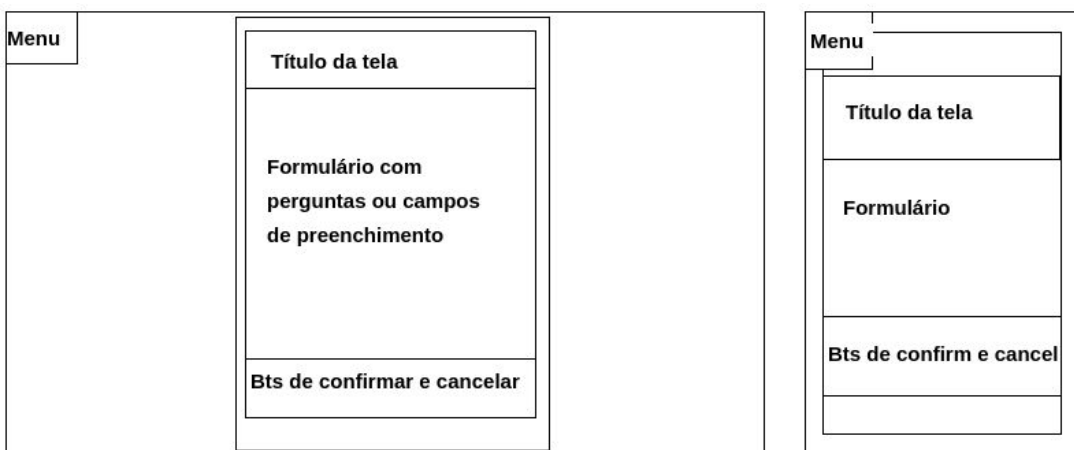 Menu
Título da tela
Formulário com
perguntas ou campos
de preenchimento
Bts de confirmar e cancelar
Menu
Título da tela
Formulário
Bts de confirm e cancel